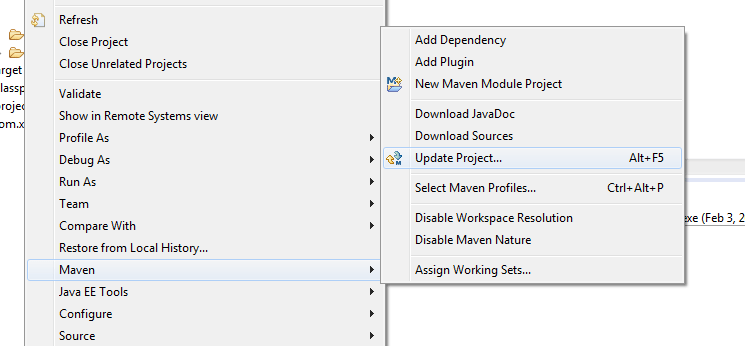 Refresh
Close Project
Close Unrelated Projects
Validate
Show in Remote Systems view
Profile As
Debug As
Run As
Team
Compare With
Restore from Local History...
Maven
Java EE Tools
Configure
Source
Add Dependency
Add Plugin
New Maven Module Project
Download JavaDoc
Download Sources
Update Project... Alt+F5
Select Maven Profiles... Ctrl+Alt+P
Disable Workspace Resolution
Disable Maven Nature
Assign Working Sets...
rget
lassp
roje
om.x
.exe (Feb 3, 2